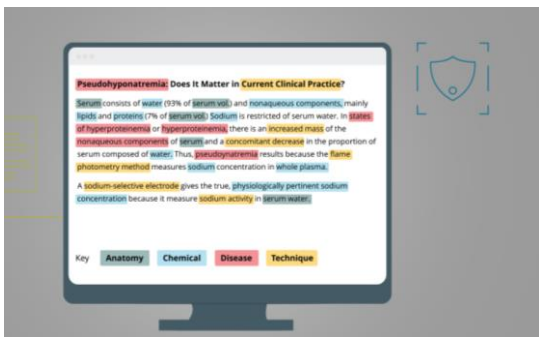 Pseudohyponatremia: Does It Matter in Current Clinical Practice?
Serum consists of water (93% of serum vol.) and nonaqueous components, mainly
lipids and proteins (7% of serum vol.) Sodium is restricted of serum water. In states
of hyperproteinemia or hyperproteinemia, there is an increased mass of the
nonaqueous components of serum and a concomitant decrease in the proportion of
serum composed of water. Thus, pseudoynatremia results because the flame
photometry method measures sodium concentration in whole plasma.
A sodium-selective electrode gives the true, physiologically pertinent sodium
concentration because it measure sodium activity in serum water.
Key Anatomy Chemical Disease Technique